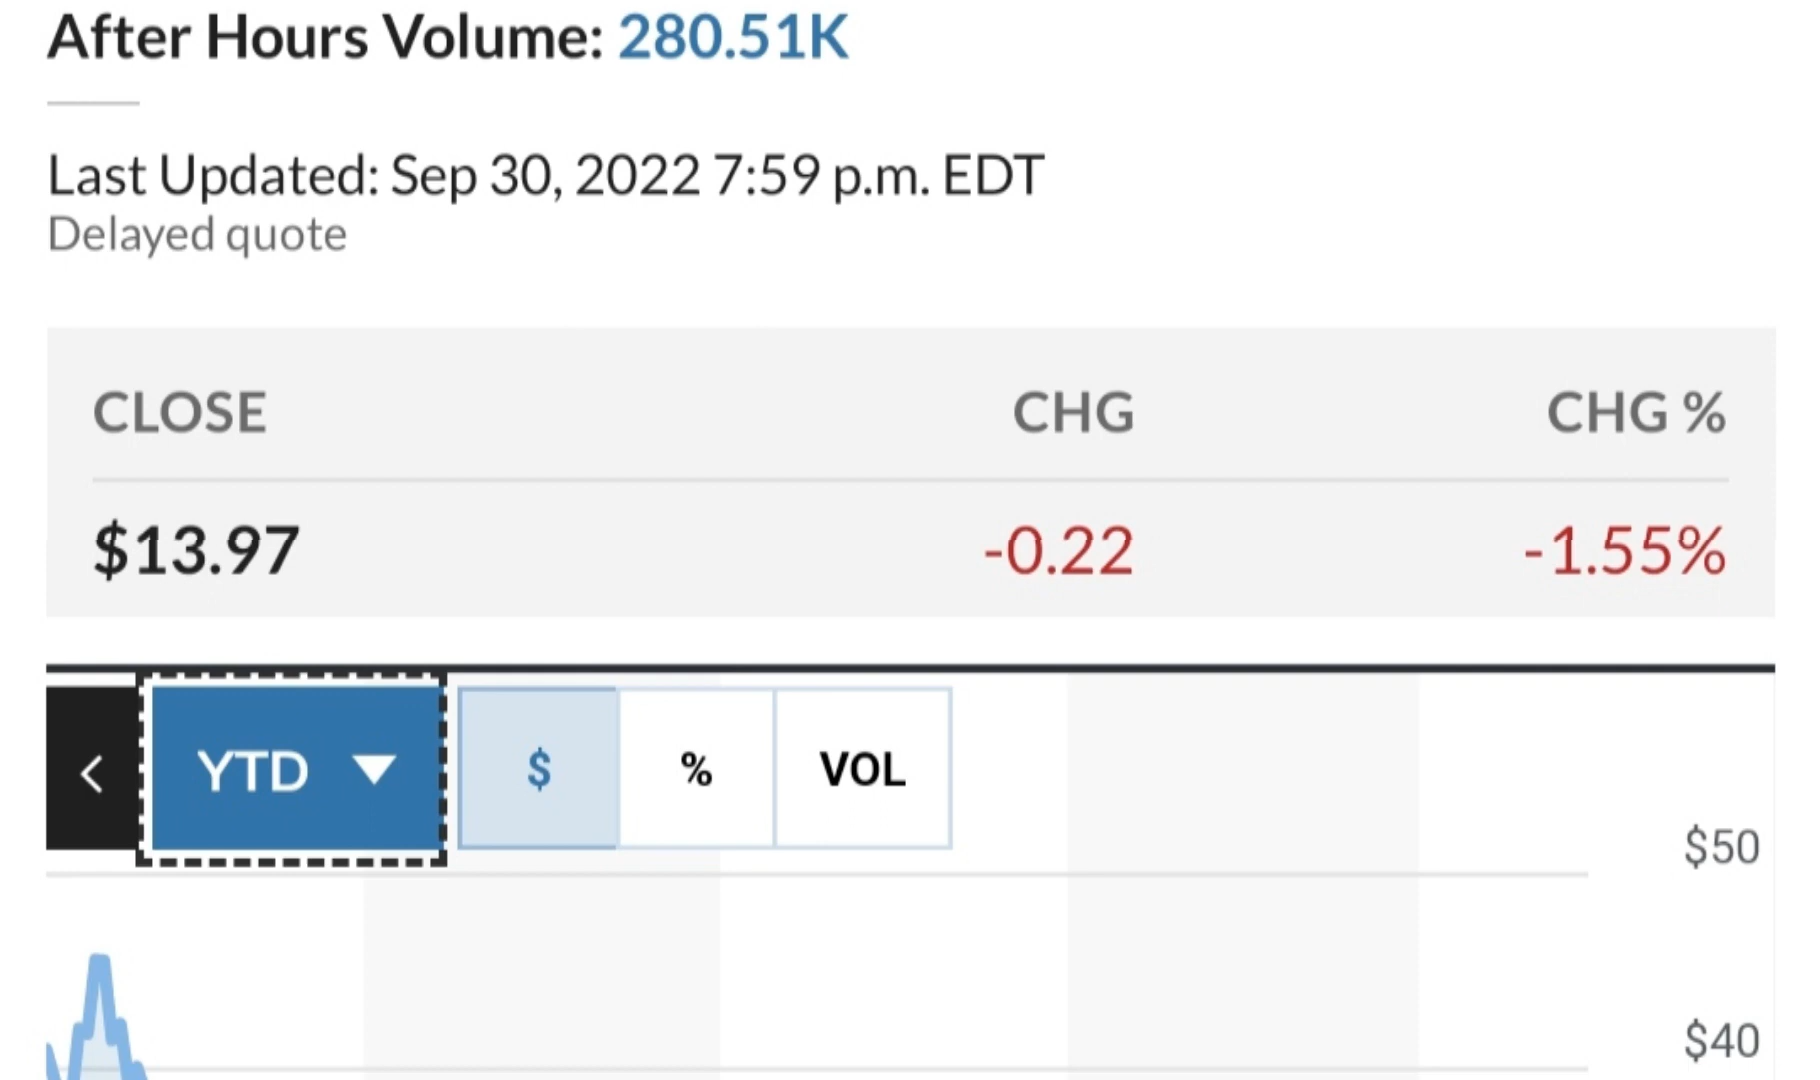 After Hours Volume: 280.51K
Last Updated: Sep 30, 2022 7:59 p.m. EDT
Delayed quote
CLOSE CHG CHG %
$13.97 -0.22 -1.55%
YTD $ % VOL
$50
$40